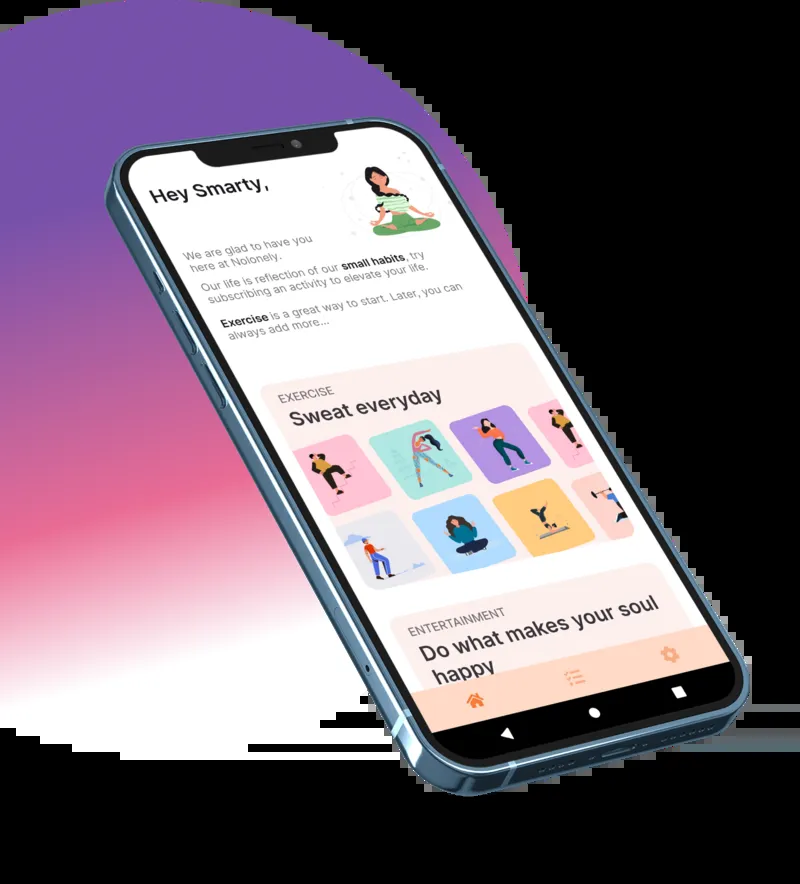 Hey Smarty,
We are glad to have you
here at Nolonely.
Our life is reflection of our small habits, try
subscribing an activity to elevate your life.
Exercise is a great way to start. Later, you can
always add more...
EXERCISE
Sweat everyday
ENTERTAINMENT
Do what makes your soul
happy